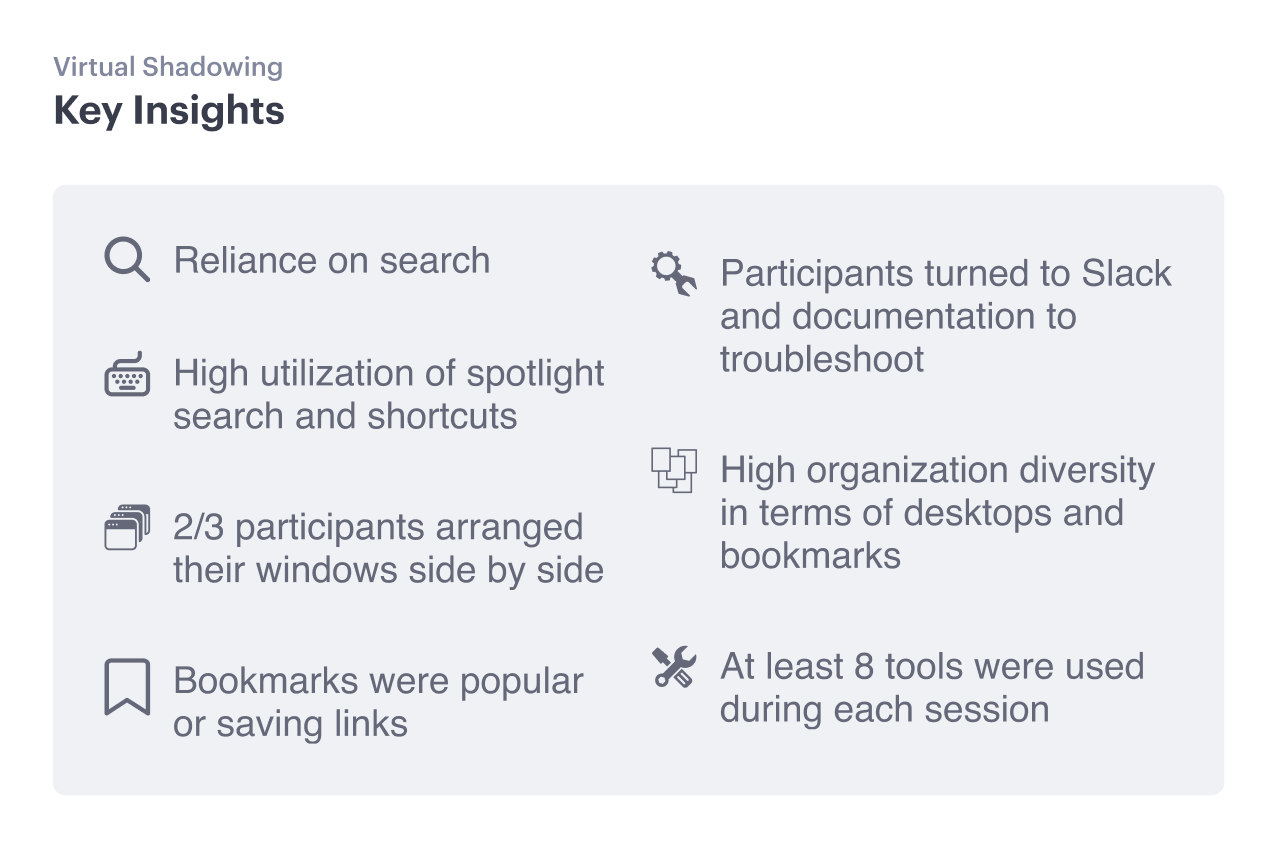 Virtual Shadowing
Key Insights
Reliance on search
High utilization of spotlight
search and shortcuts
2/3 participants arranged
their windows side by side
Bookmarks were popular
or saving links
Participants turned to Slack
and documentation to
troubleshoot
High organization diversity
in terms of desktops and
bookmarks
At least 8 tools were used
during each session